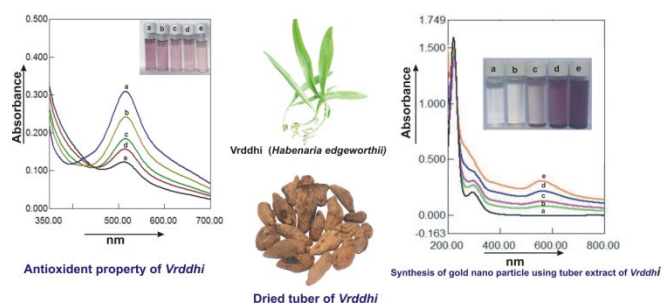 0.500
0.400
0.300
0.200
0.100
0.000
Absorbance
a b c d e
a
b
c
d
e
350.00 500.00 700.00
nm
Antioxident property of Vrddhi
Vrddhi (Habenaria edgeworthii)
Dried tuber of Vrddhi
1.749
1.500
1.000
0.500
0.000
-0.163
Absorbance
a b c d e
e
d
c
b
a
200.00 400.00 600.00 800.00
nm
Synthesis of gold nano particle using tuber extract of Vrddhi